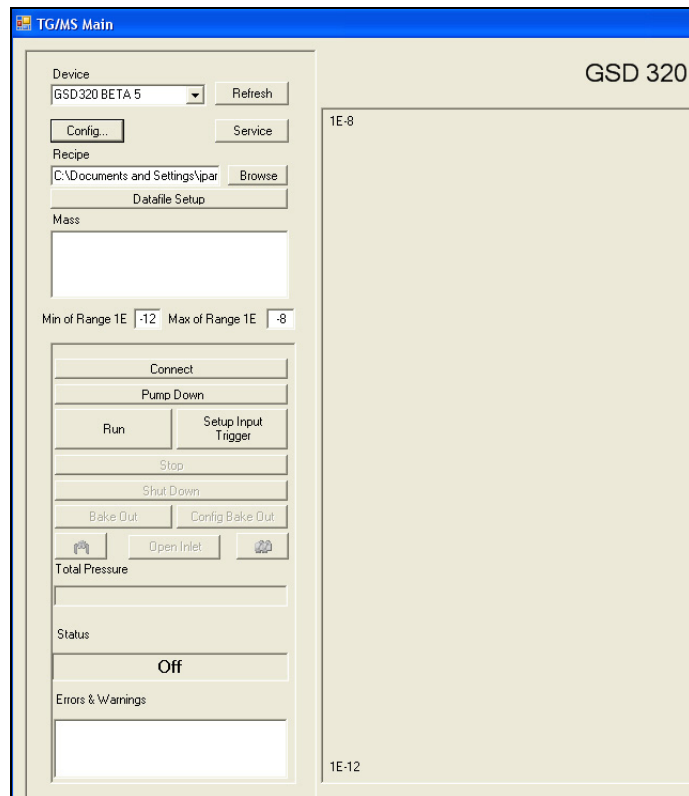 TG/MS Main
GSD 320
Device
GSD320 BETA 5
Refresh
Config...
Service
Recipe
C:\Documents and Settings\jpar
Browse
Datafile Setup
Mass
Min of Range 1E -12 Max of Range 1E -8
Connect
Pump Down
Run
Setup Input
Trigger
Stop
Shut Down
Bake Out
Config Bake Out
Open Inlet
Total Pressure
Status
Off
Errors & Warnings
1E-8
1E-12